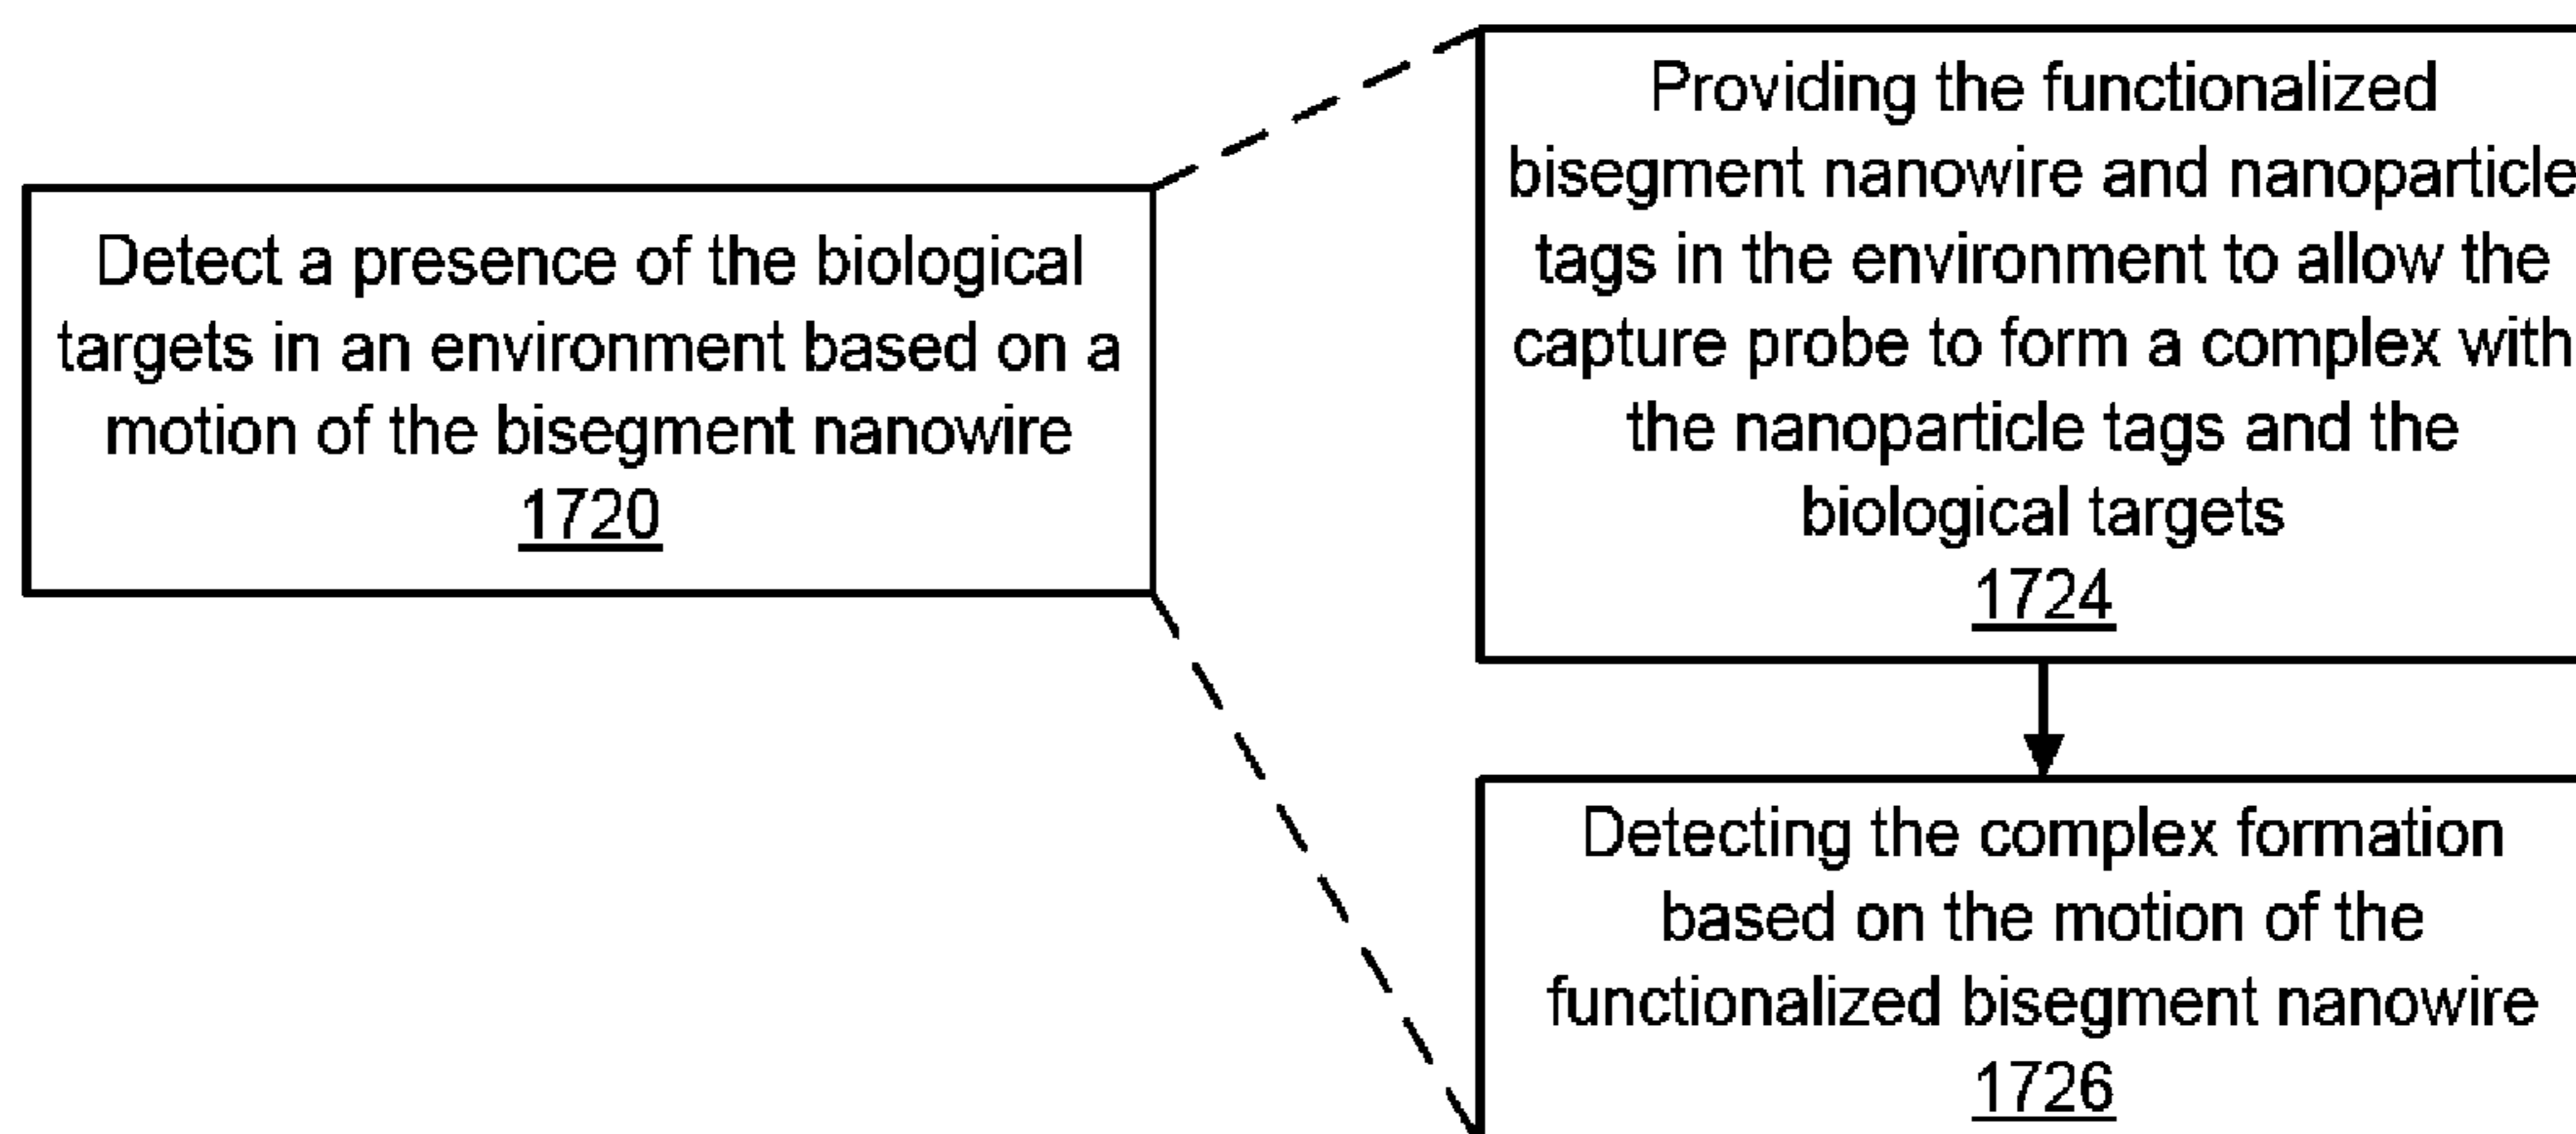 Detect a presence of the biological
targets in an environment based on a
motion of the bisegment nanowire
1720
Providing the functionalized
bisegment nanowire and nanoparticle
tags in the environment to allow the
capture probe to form a complex with
the nanoparticle tags and the
biological targets
1724
Detecting the complex formation
based on the motion of the
functionalized bisegment nanowire
1726